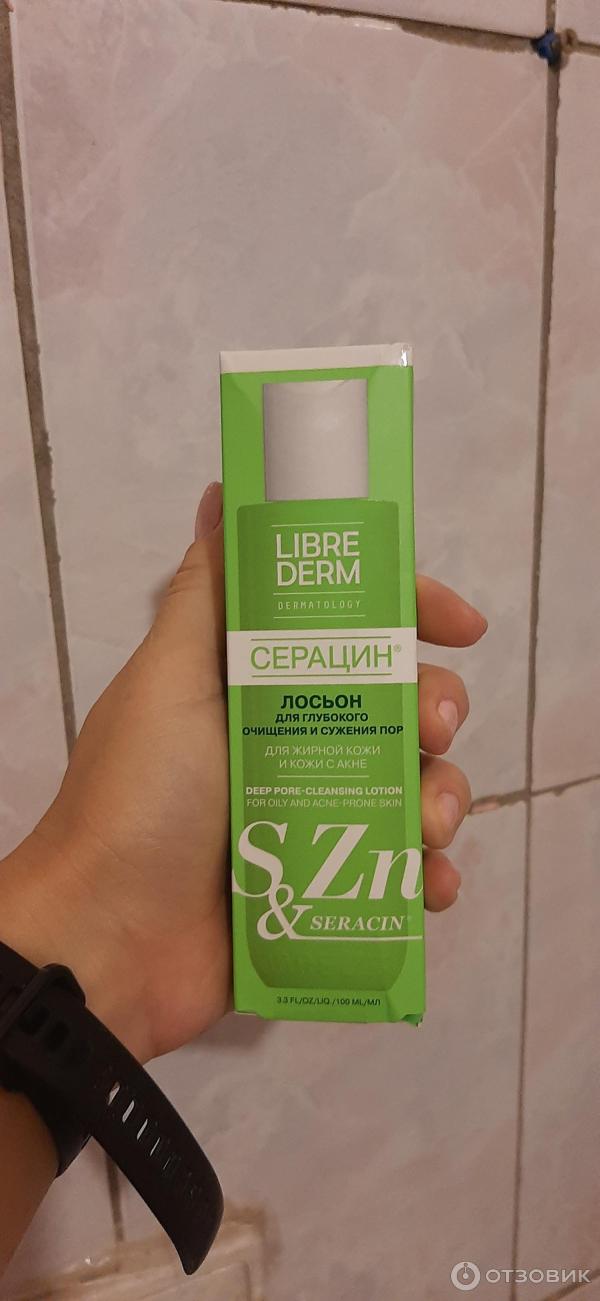 LIBRE
DERM
DERMATOLOGY
СЕРАЦИН®
ЛОСЬОН
ДЛЯ ГЛУБОКОГО
ОЧИЩЕНИЯ И СУЖЕНИЯ ПОР
ДЛЯ ЖИРНОЙ КОЖИ
И КОЖИ С АКНЕ
DEEP PORE-CLEANSING LOTION
FOR OILY AND ACNE-PRONE SKIN
S & Zn
SERACIN®
3.3 FL/OZ/LIQ./100 ML/МЛ
ОТЗОВИК